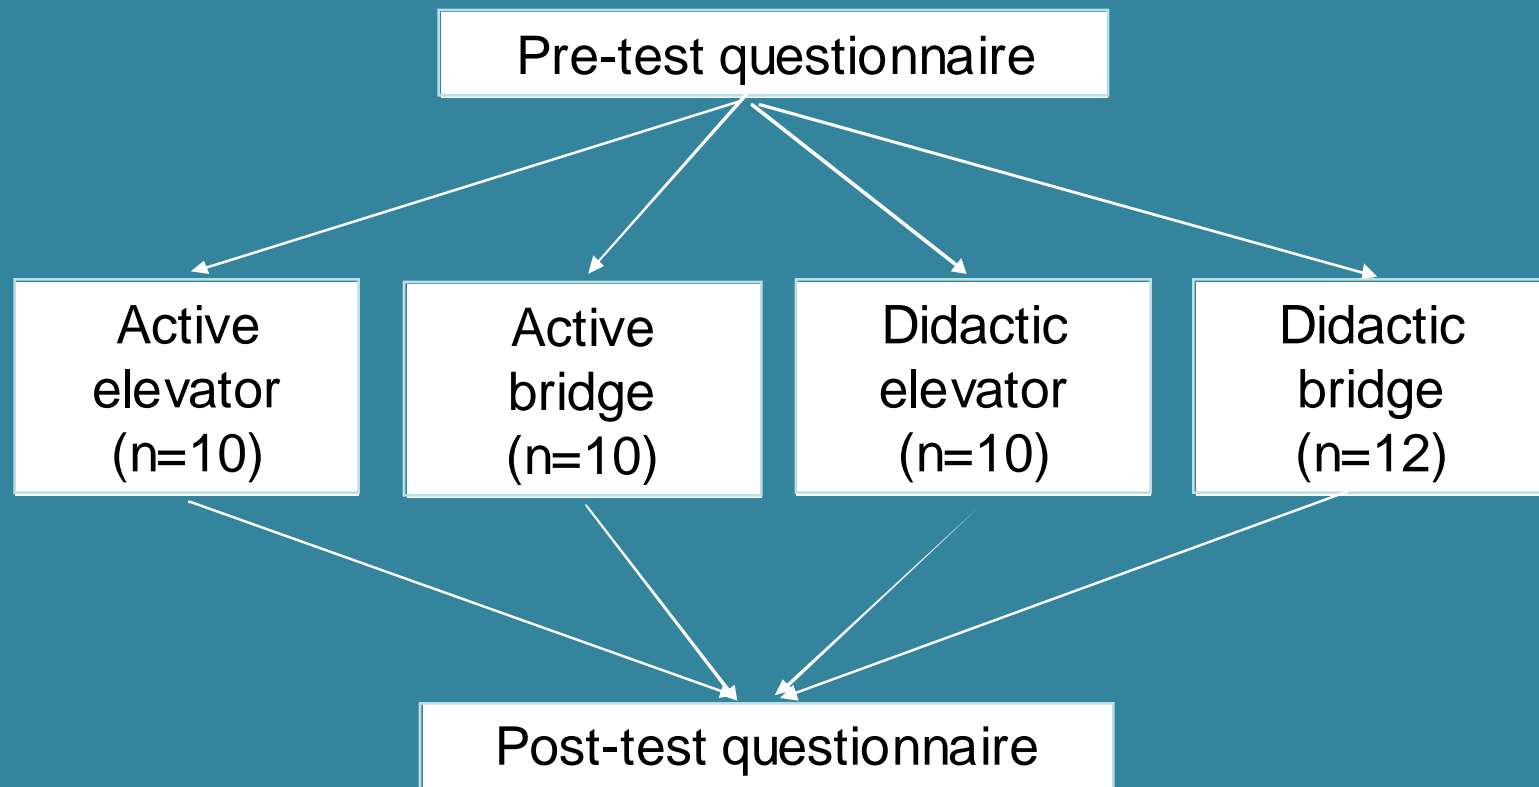 Pre-test questionnaire
Active
elevator
(n=10)
Active
bridge
(n=10)
Didactic
elevator
(n=10)
Didactic
bridge
(n=12)
Post-test questionnaire